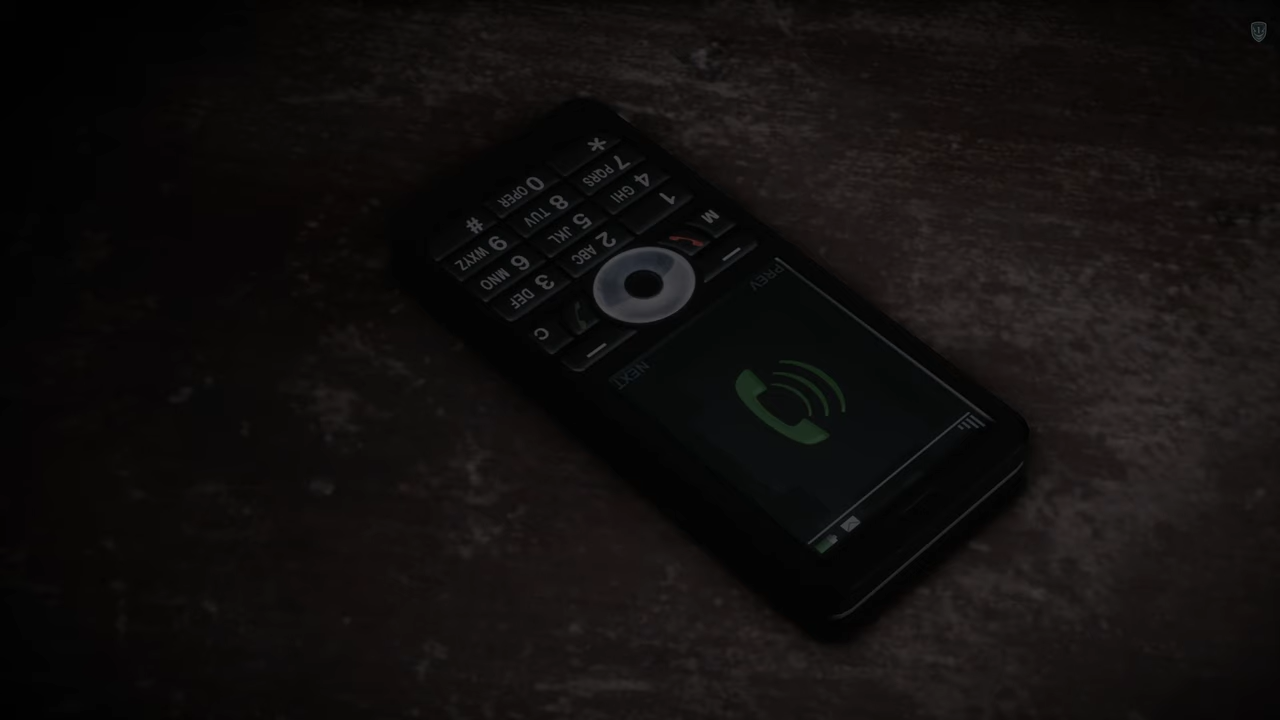 PREV
NEXT
M
C
1
2 ABC
3 DEF
4 GHI
5 JKL
6 MNO
7 PQRS
8 TUV
9 WXYZ
*
0 OPER
#